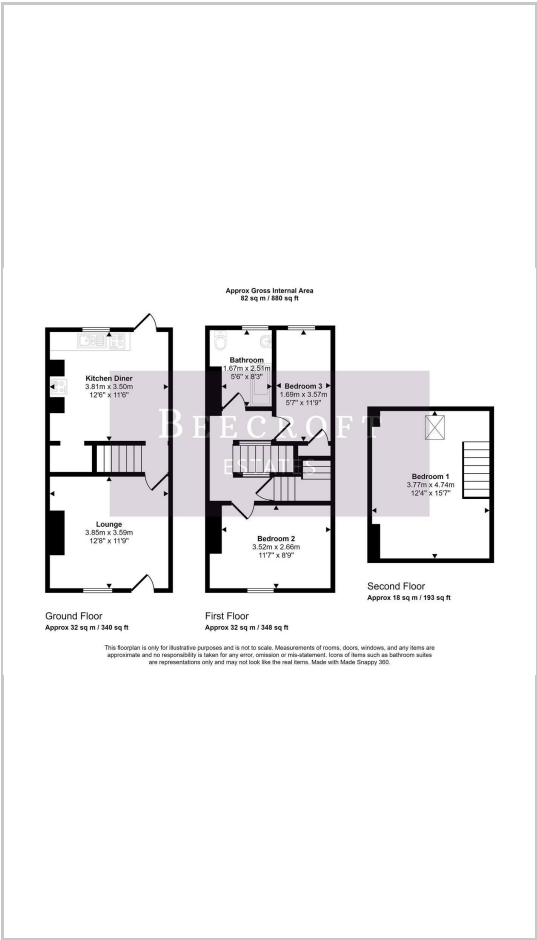 Approx Gross Internal Area
82 sq m / 880 sq ft
Kitchen Diner
3.81m x 3.50m
12'6" x 11'6"
Lounge
3.85m x 3.59m
12'8" x 11'9"
Ground Floor
Approx 32 sq m / 340 sq ft
Bathroom
1.67m x 2.51m
5'6" x 8'3"
Bedroom 3
1.69m x 3.57m
5'7" x 11'9"
Bedroom 2
3.52m x 2.66m
11'7" x 8'9"
First Floor
Approx 32 sq m / 348 sq ft
Bedroom 1
3.77m x 4.74m
12'4" x 15'7"
Second Floor
Approx 18 sq m / 193 sq ft
BEECROFT
ESTATES
This floorplan is only for illustrative purposes and is not to scale. Measurements of rooms, doors, windows, and any items are
approximate and no responsibility is taken for any error, omission or mis-statement. Icons of items such as bathroom suites
are representations only and may not look like the real items. Made with Made Snappy 360.